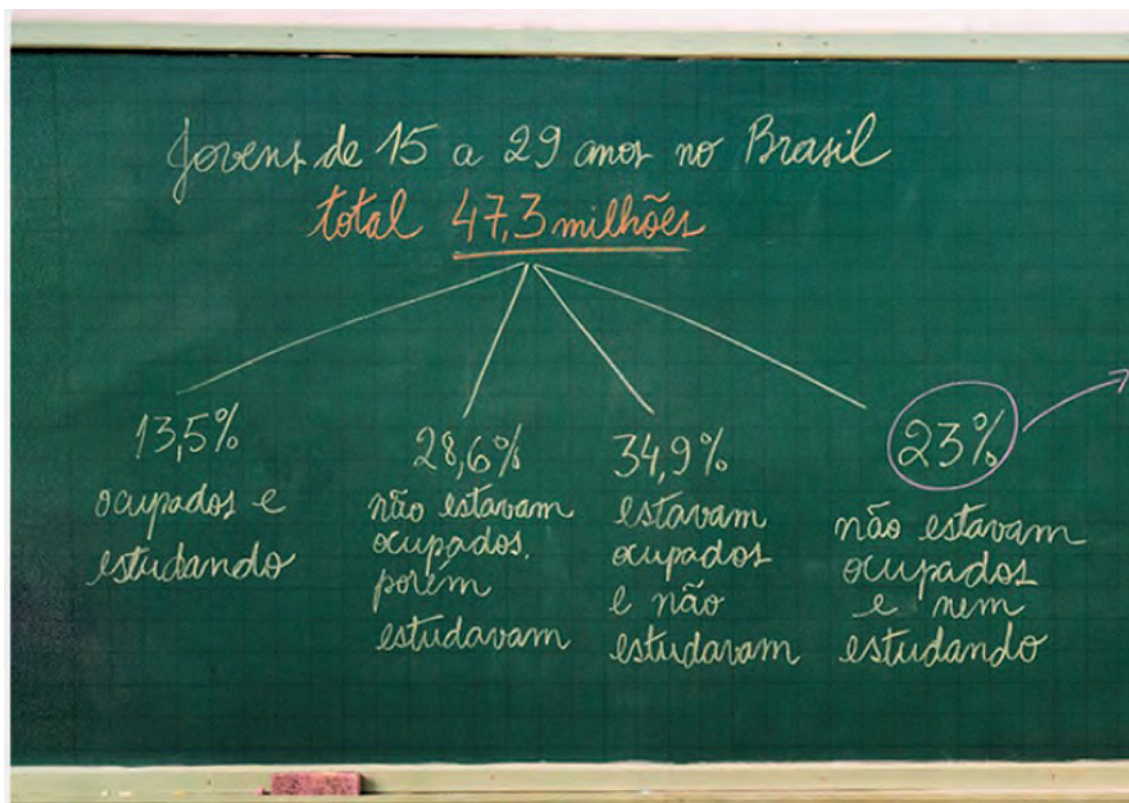 Jovens de 15 a 29 anos no Brasil
total 47,3 milhões
13,5%
ocupados e
estudando
28,6%
não estavam
ocupados,
porém
estudavam
34,9%
estavam
ocupados
e não
estudavam
23%
não estavam
ocupados
e nem
estudando